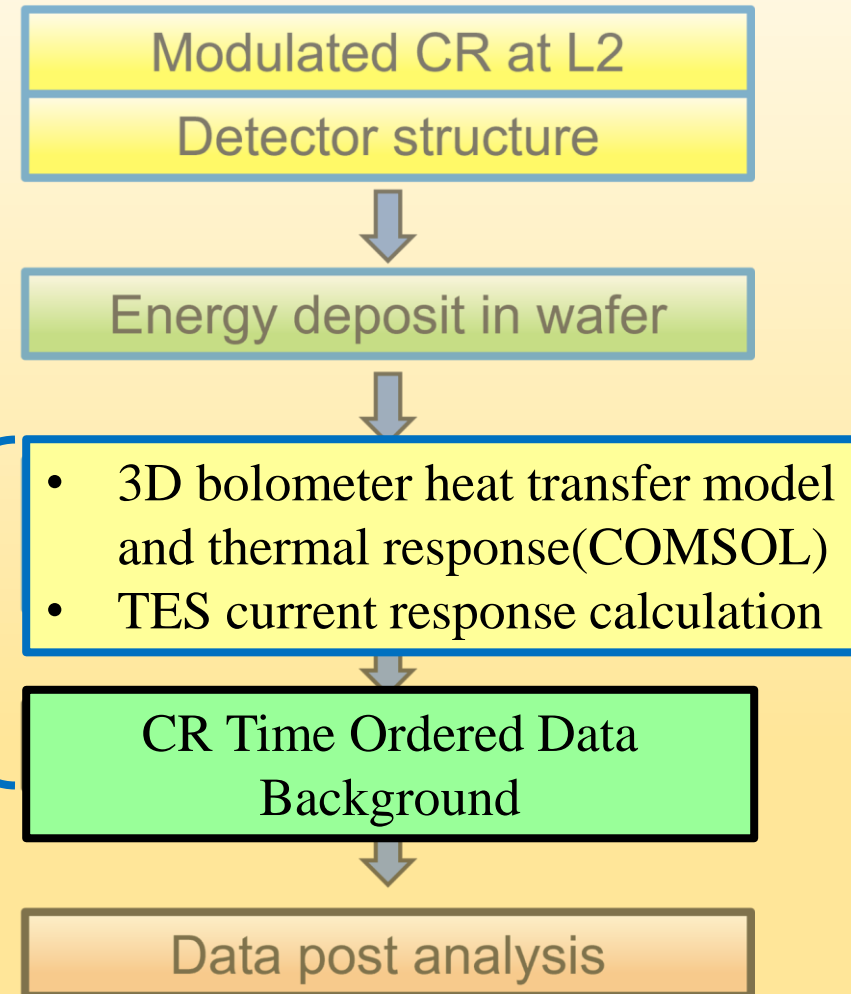 Modulated CR at L2
Detector structure
Energy deposit in wafer
• 3D bolometer heat transfer model
and thermal response(COMSOL)
• TES current response calculation
CR Time Ordered Data
Background
Data post analysis